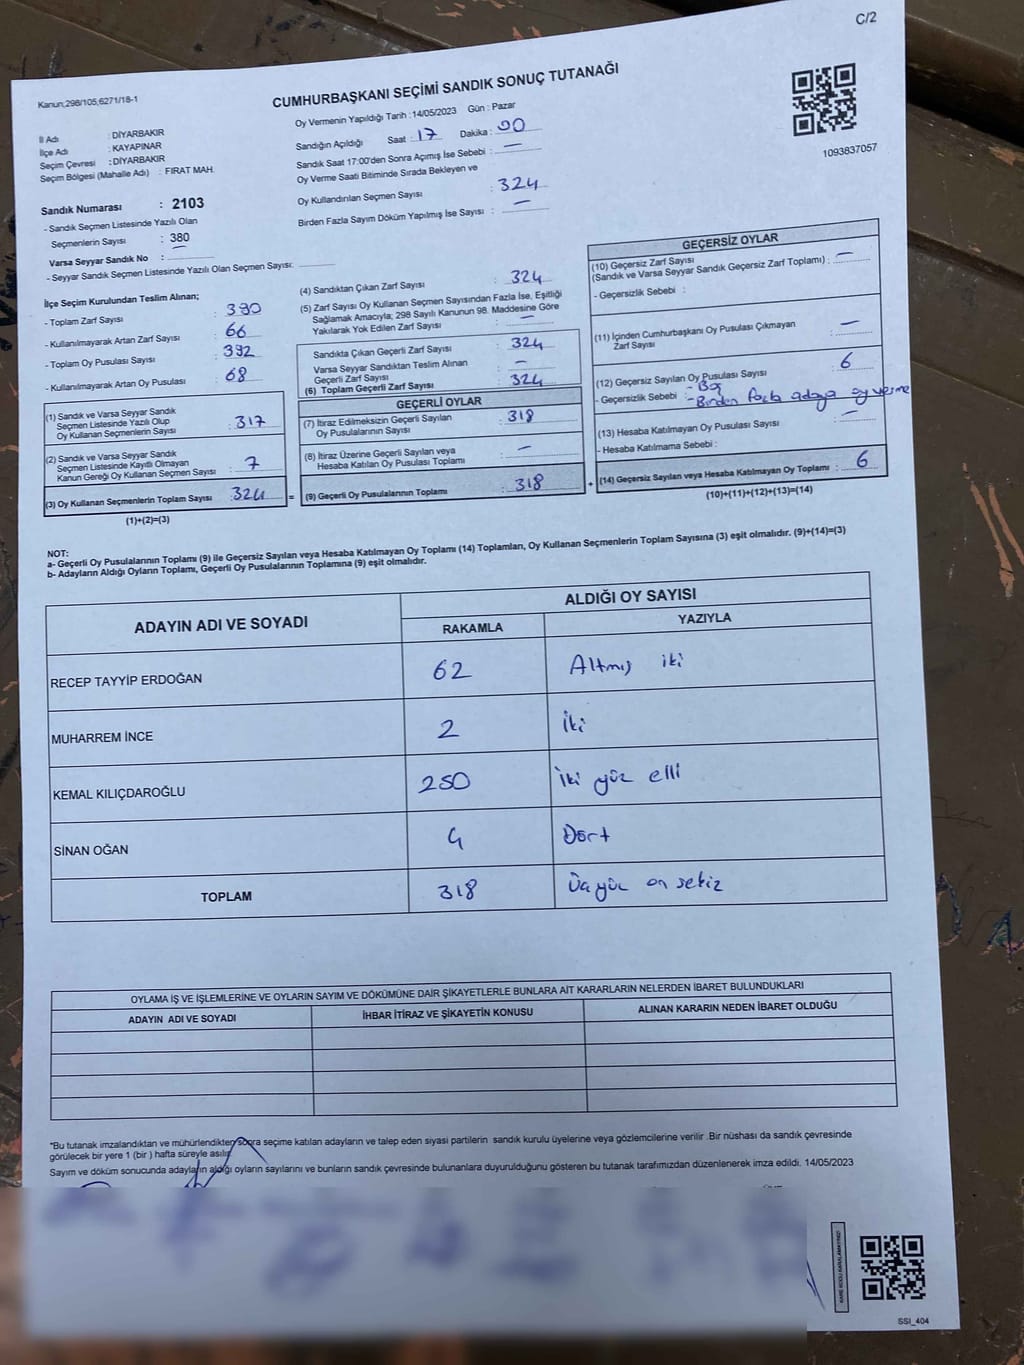 C/2
Kanun;298/105,6271/18-1
CUMHURBAŞKANI SEÇİMİ SANDIK SONUÇ TUTANAĞI
Oy Vermenin Yapıldığı Tarih :14/05/2023 Gün : Pazar
İl Adı : DİYARBAKIR
İlçe Adı : KAYAPINAR
Seçim Çevresi : DİYARBAKIR
Seçim Bölgesi (Mahalle Adı) : FIRAT MAH.
Sandığın Açıldığı Saat : 17 Dakika : 00
Sandık Saat 17:00'den Sonra Açımış İse Sebebi : —
Oy Verme Saati Bitiminde Sırada Bekleyen ve
Oy Kullandırılan Seçmen Sayısı : 324
Birden Fazla Sayım Döküm Yapılmış İse Sayısı : —
1093837057
Sandık Numarası : 2103
- Sandık Seçmen Listesinde Yazılı Olan
Seçmenlerin Sayısı : 380
Varsa Seyyar Sandık No : —
- Seyyar Sandık Seçmen Listesinde Yazılı Olan Seçmen Sayısı:
İlçe Seçim Kurulundan Teslim Alınan;
- Toplam Zarf Sayısı : 390
- Kullanılmayarak Artan Zarf Sayısı : 66
- Toplam Oy Pusulası Sayısı : 392
- Kullanılmayarak Artan Oy Pusulası : 68
(1) Sandık ve Varsa Seyyar Sandık
Seçmen Listesinde Yazılı Olup
Oy Kullanan Seçmenlerin Sayısı : 317
(2) Sandık ve Varsa Seyyar Sandık
Seçmen Listesinde Kayıtlı Olmayan
Kanun Gereği Oy Kullanan Seçmen Sayısı : 7
(3) Oy Kullanan Seçmenlerin Toplam Sayısı : 324 =
(1)+(2)=(3)
(4) Sandıktan Çıkan Zarf Sayısı : 324
(5) Zarf Sayısı Oy Kullanan Seçmen Sayısından Fazla İse, Eşitliği
Sağlamak Amacıyla; 298 Sayılı Kanunun 98. Maddesine Göre
Yakılarak Yok Edilen Zarf Sayısı : —
Sandıkta Çıkan Geçerli Zarf Sayısı : 324
Varsa Seyyar Sandıktan Teslim Alınan
Geçerli Zarf Sayısı : —
(6) Toplam Geçerli Zarf Sayısı : 324
GEÇERLİ OYLAR
(7) İtiraz Edilmeksizin Geçerli Sayılan
Oy Pusulalarının Sayısı : 318
(8) İtiraz Üzerine Geçerli Sayılan veya
Hesaba Katılan Oy Pusulası Toplamı : —
(9) Geçerli Oy Pusulalarının Toplamı : 318 +
GEÇERSİZ OYLAR
(10) Geçersiz Zarf Sayısı
(Sandık ve Varsa Seyyar Sandık Geçersiz Zarf Toplamı) : —
- Geçersizlik Sebebi :
(11) İçinden Cumhurbaşkanı Oy Pusulası Çıkmayan
Zarf Sayısı : —
(12) Geçersiz Sayılan Oy Pusulası Sayısı : 6
- Geçersizlik Sebebi : - Boş
- Birden fazla adaya oy verme
(13) Hesaba Katılmayan Oy Pusulası Sayısı : —
- Hesaba Katılmama Sebebi :
(14) Geçersiz Sayılan veya Hesaba Katılmayan Oy Toplamı : 6
(10)+(11)+(12)+(13)=(14)
NOT:
a- Geçerli Oy Pusulalarının Toplamı (9) ile Geçersiz Sayılan veya Hesaba Katılmayan Oy Toplamı (14) Toplamları, Oy Kullanan Seçmenlerin Toplam Sayısına (3) eşit olmalıdır. (9)+(14)=(3)
b- Adayların Aldığı Oyların Toplamı, Geçerli Oy Pusulalarının Toplamına (9) eşit olmalıdır.
ADAYIN ADI VE SOYADI ALDIĞI OY SAYISI
RAKAMLA YAZIYLA
RECEP TAYYİP ERDOĞAN 62 Altmış iki
MUHARREM İNCE 2 İki
KEMAL KILIÇDAROĞLU 250 İki yüz elli
SİNAN OĞAN 4 Dört
TOPLAM 318 Üçyüz on sekiz
OYLAMA İŞ VE İŞLEMLERİNE VE OYLARIN SAYIM VE DÖKÜMÜNE DAİR ŞİKAYETLERLE BUNLARA AİT KARARLARIN NELERDEN İBARET BULUNDUKLARI
ADAYIN ADI VE SOYADI İHBAR İTİRAZ VE ŞİKAYETİN KONUSU ALINAN KARARIN NEDEN İBARET OLDUĞU
*Bu tutanak imzalandıktan ve mühürlendikten sonra seçime katılan adayların ve talep eden siyasi partilerin sandık kurulu üyelerine veya gözlemcilerine verilir .Bir nüshası da sandık çevresinde
görülecek bir yere 1 (bir ) hafta süreyle asılır.
Sayım ve döküm sonucunda adayların aldığı oyların sayılarını ve bunların sandık çevresinde bulunanlara duyurulduğunu gösteren bu tutanak tarafımızdan düzenlenerek imza edildi. 14/05/2023
SSI_404